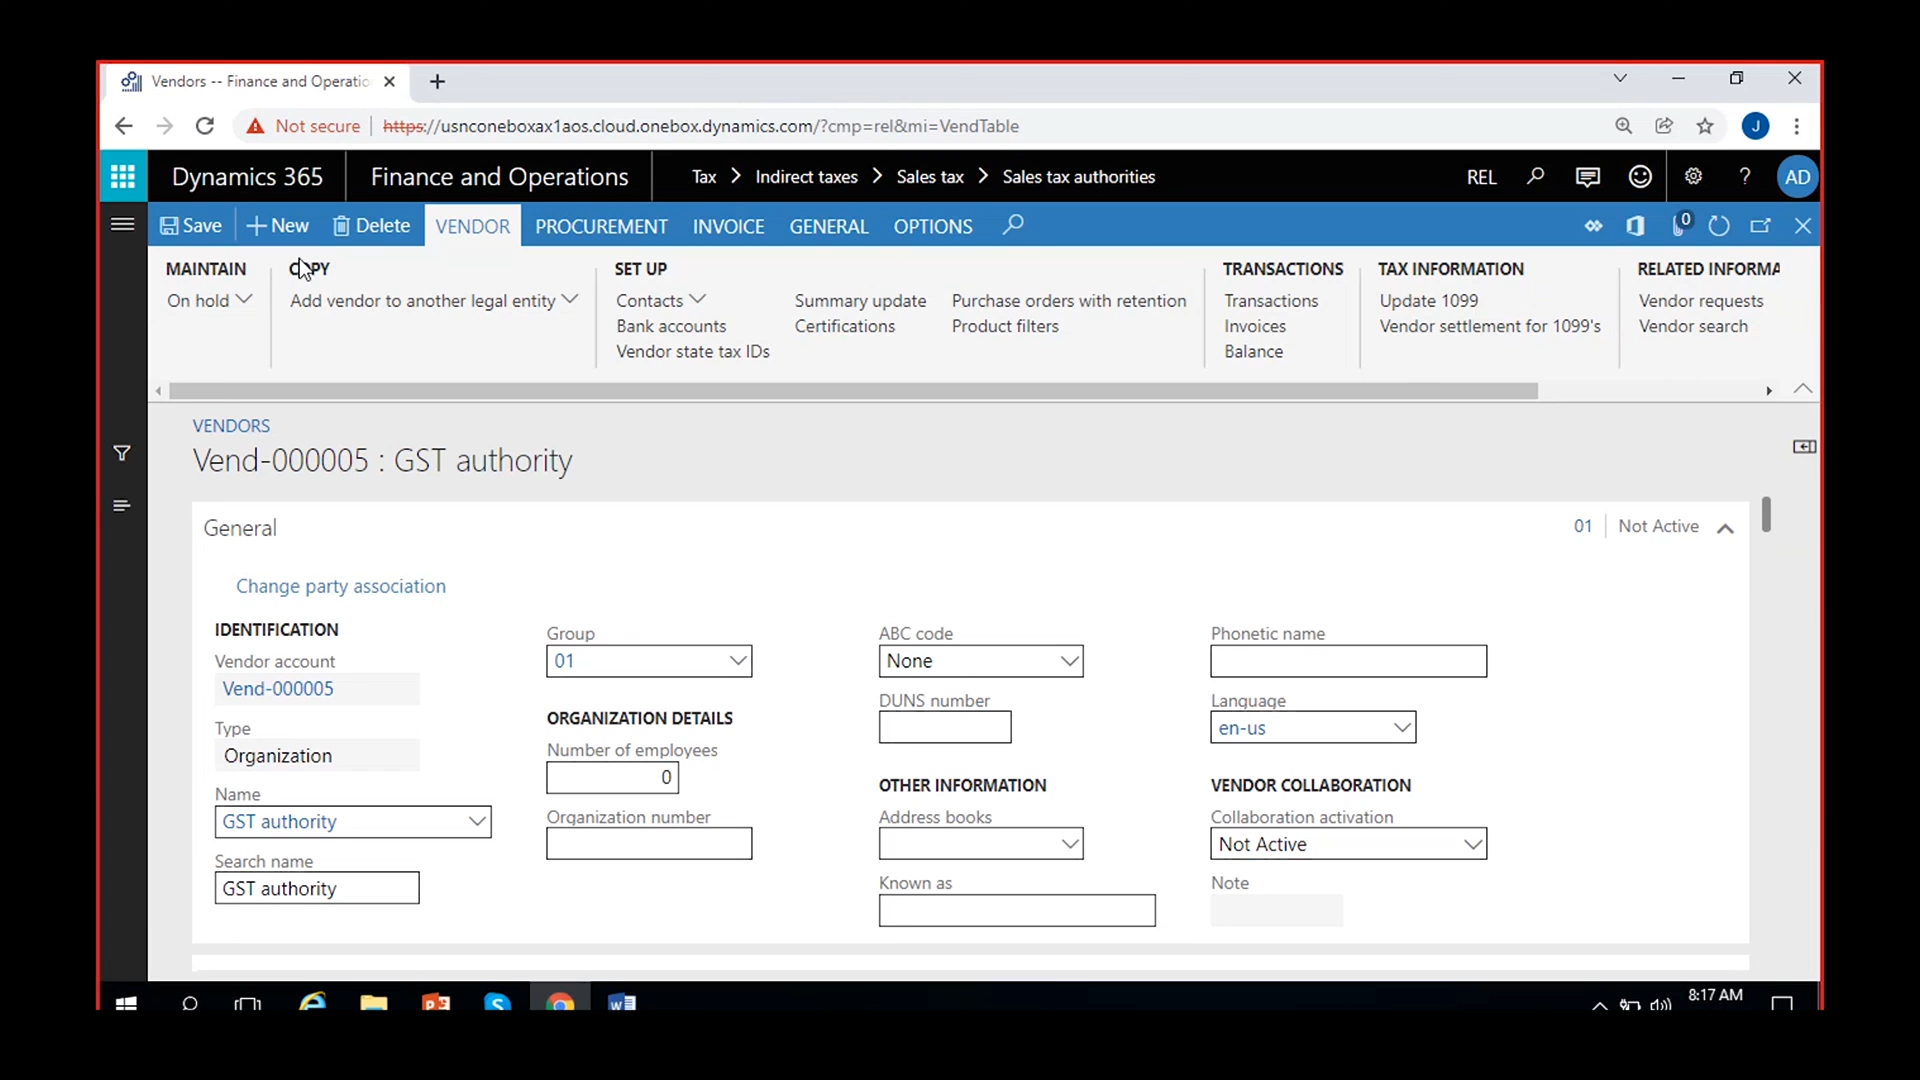 Vendors -- Finance and Operatio
Not secure https://usnconeboxax1aos.cloud.onebox.dynamics.com/?cmp=rel&mi=VendTable
J
Dynamics 365 Finance and Operations Tax > Indirect taxes > Sales tax > Sales tax authorities REL ? AD
Save + New Delete VENDOR PROCUREMENT INVOICE GENERAL OPTIONS 0
MAINTAIN COPY SET UP TRANSACTIONS TAX INFORMATION RELATED INFORMA
On hold Add vendor to another legal entity Contacts Summary update Purchase orders with retention Transactions Update 1099 Vendor requests
Bank accounts Certifications Product filters Invoices Vendor settlement for 1099's Vendor search
Vendor state tax IDs Balance
VENDORS
Vend-000005 : GST authority
General 01 Not Active
Change party association
IDENTIFICATION
Vendor account
Vend-000005
Type
Organization
Name
GST authority
Search name
GST authority
Group
01
ORGANIZATION DETAILS
Number of employees
0
Organization number
ABC code
None
DUNS number
OTHER INFORMATION
Address books
Known as
Phonetic name
Language
en-us
VENDOR COLLABORATION
Collaboration activation
Not Active
Note
8:17 AM